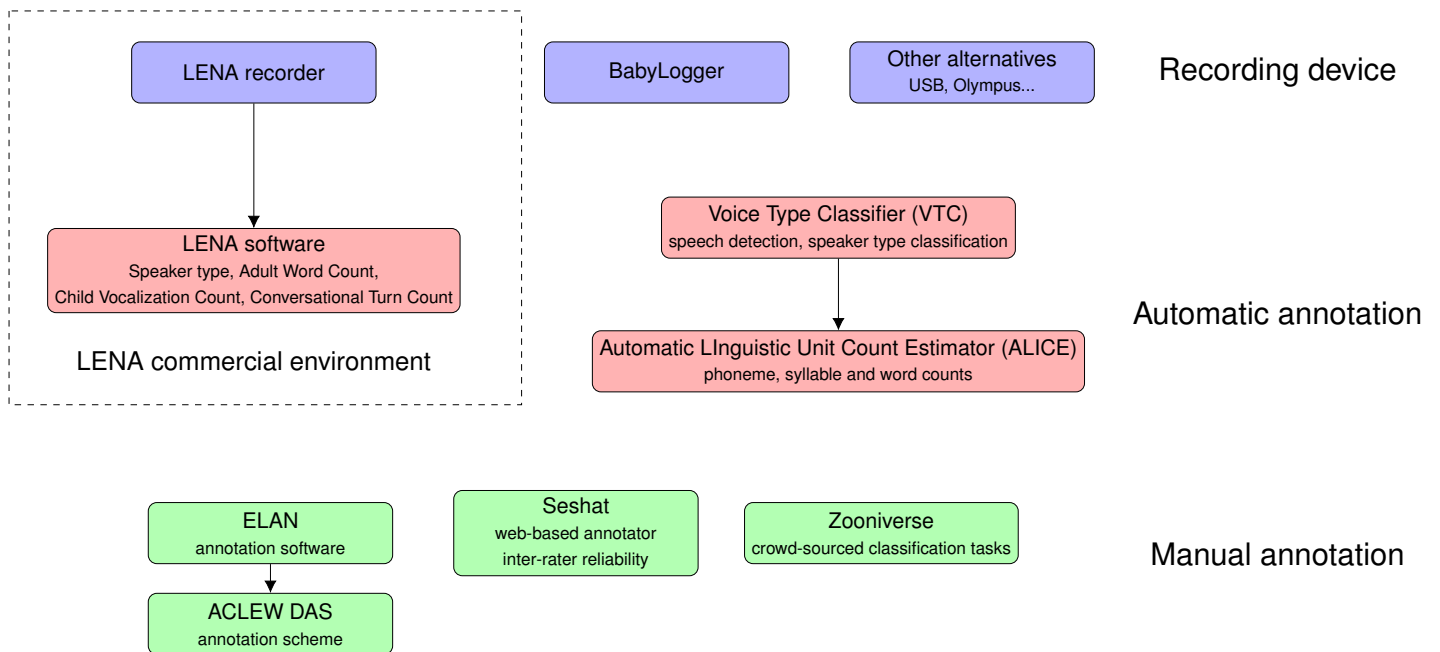 LENA recorder
BabyLogger
Other alternatives
USB, Olympus...
Recording device
LENA software
Speaker type, Adult Word Count,
Child Vocalization Count, Conversational Turn Count
LENA commercial environment
Voice Type Classifier (VTC)
speech detection, speaker type classification
Automatic LInguistic Unit Count Estimator (ALICE)
phoneme, syllable and word counts
Automatic annotation
ELAN
annotation software
ACLEW DAS
annotation scheme
Seshat
web-based annotator
inter-rater reliability
Zooniverse
crowd-sourced classification tasks
Manual annotation